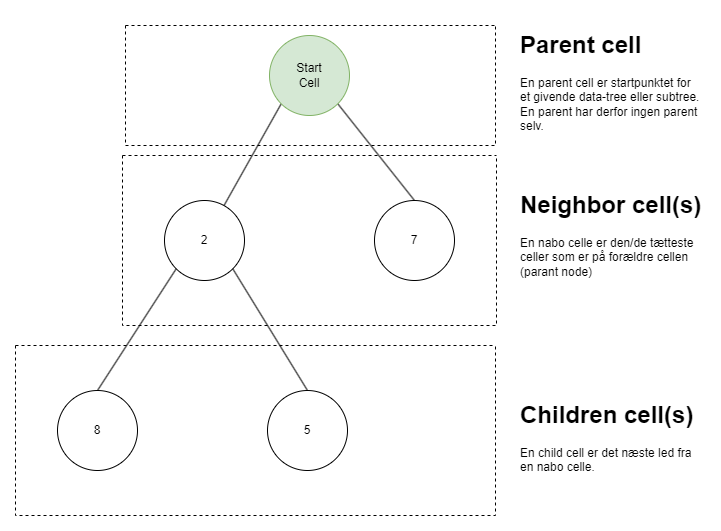 Start
Cell
Parent cell
En parent cell er startpunktet for
et givende data-tree eller subtree.
En parent har derfor ingen parent
selv.
2
7
Neighbor cell(s)
En nabo celle er den/de tætteste
celler som er på forældre cellen
(parant node)
8
5
Children cell(s)
En child cell er det næste led fra
en nabo celle.